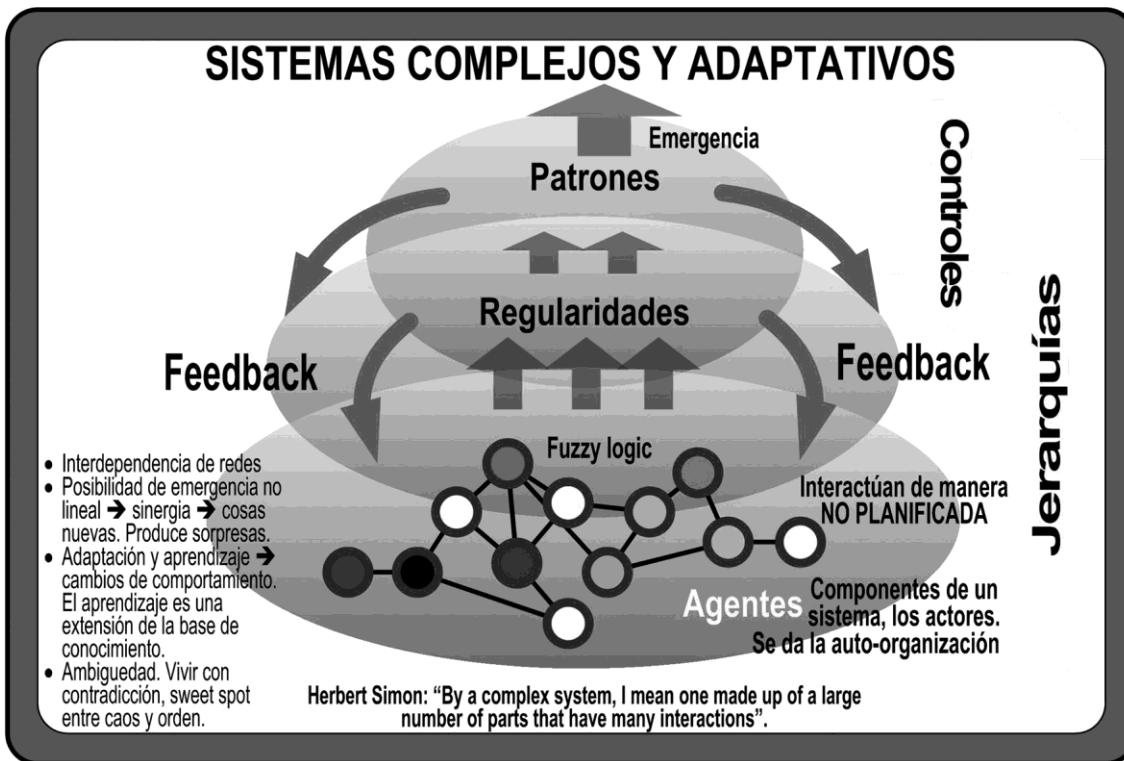 SISTEMAS COMPLEJOS Y ADAPTATIVOS
Emergencia
Patrones
Controles
Regularidades
Jerarquías
Feedback
Feedback
Fuzzy logic
• Interdependencia de redes
• Posibilidad de emergencia no
lineal ➔ sinergia ➔ cosas
nuevas. Produce sorpresas.
• Adaptación y aprendizaje ➔
cambios de comportamiento.
El aprendizaje es una
extensión de la base de
conocimiento.
• Ambiguedad. Vivir con
contradicción, sweet spot
entre caos y orden.
Interactúan de manera
NO PLANIFICADA
Agentes
Componentes de un
sistema, los actores.
Se da la auto-organización
Herbert Simon: “By a complex system, I mean one made up of a large
number of parts that have many interactions”.